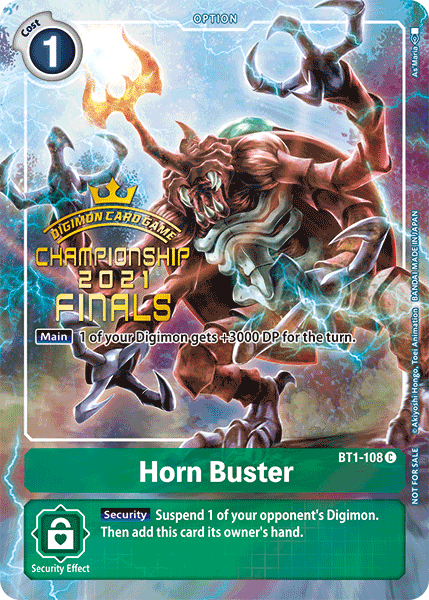 OPTION
Cost
1
As'Maria
DIGIMON CARD GAME
CHAMPIONSHIP
2021
FINALS
Main 1 of your Digimon gets +3000 DP for the turn.
©Akiyoshi Hongo, Toei Animation BANDAI MADE IN JAPAN
NOT FOR SALE
BT1-108 C
Horn Buster
Security Suspend 1 of your opponent's Digimon.
Then add this card its owner's hand.
Security Effect